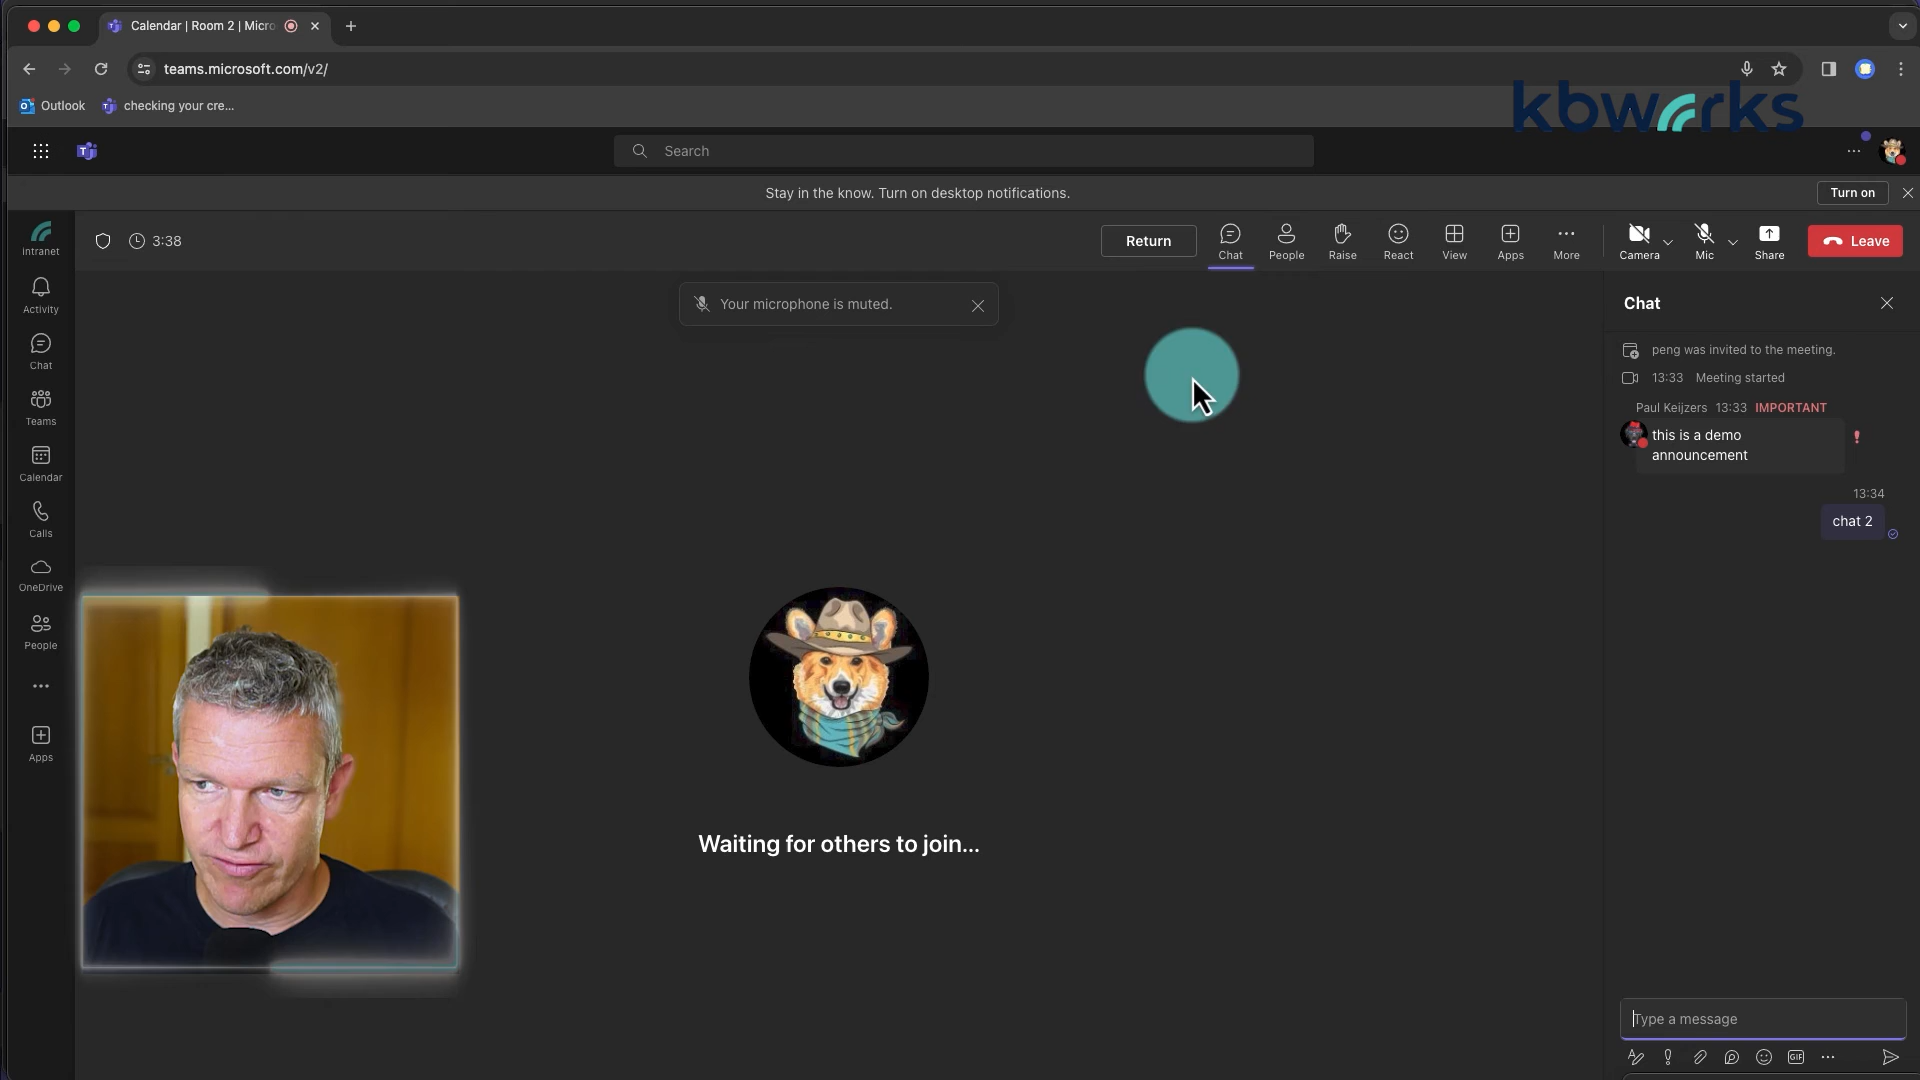 Calendar | Room 2 | Micro
teams.microsoft.com/v2/
Outlook
checking your cre...
kbworks
Search
Stay in the know. Turn on desktop notifications.
Turn on
3:38
Return
Chat
People
Raise
React
View
Apps
More
Camera
Mic
Share
Leave
Intranet
Activity
Chat
Teams
Calendar
Calls
OneDrive
People
Apps
Your microphone is muted.
Waiting for others to join...
Chat
peng was invited to the meeting.
13:33 Meeting started
Paul Keijzers 13:33 IMPORTANT
this is a demo
announcement
13:34
chat 2
Type a message
GIF